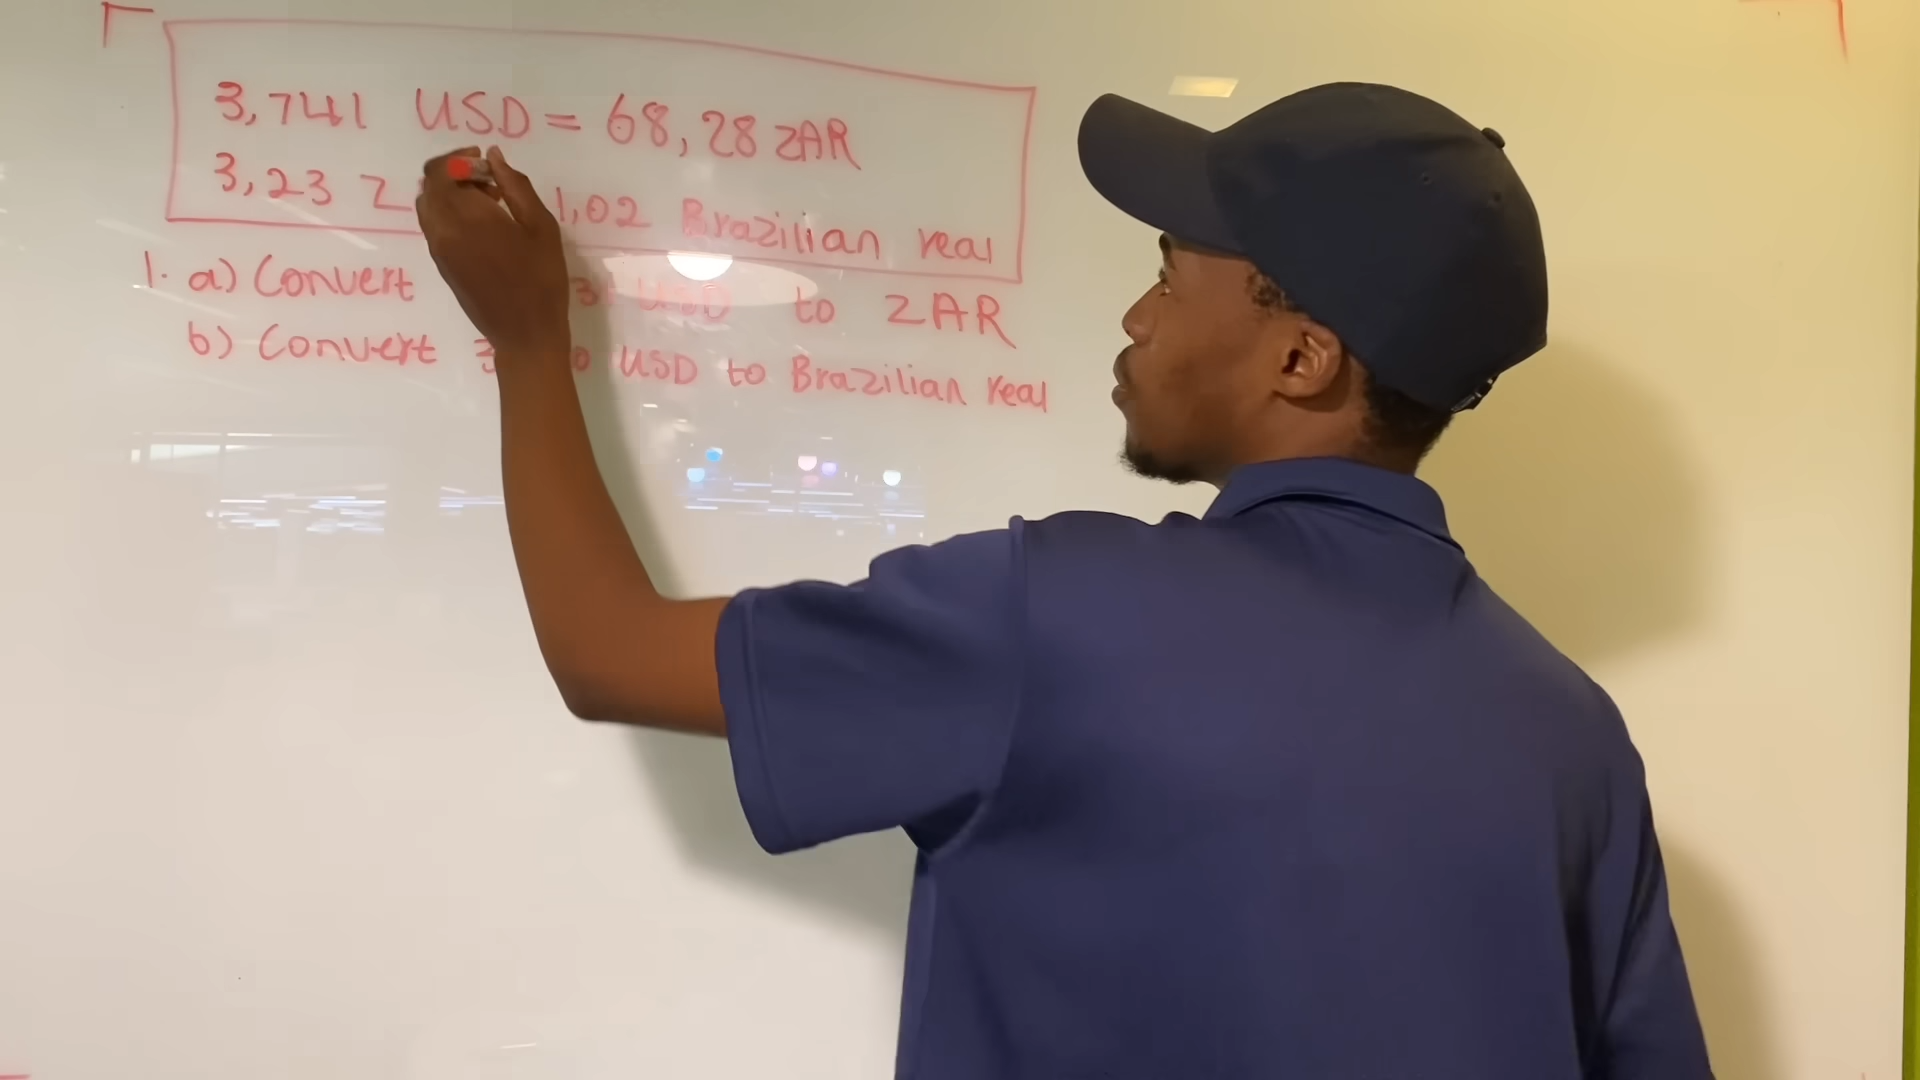 3,741 USD = 68,28 ZAR
3,23 Z 1,02 Brazilian real
1. a) Convert USD to ZAR
b) Convert USD to Brazilian real